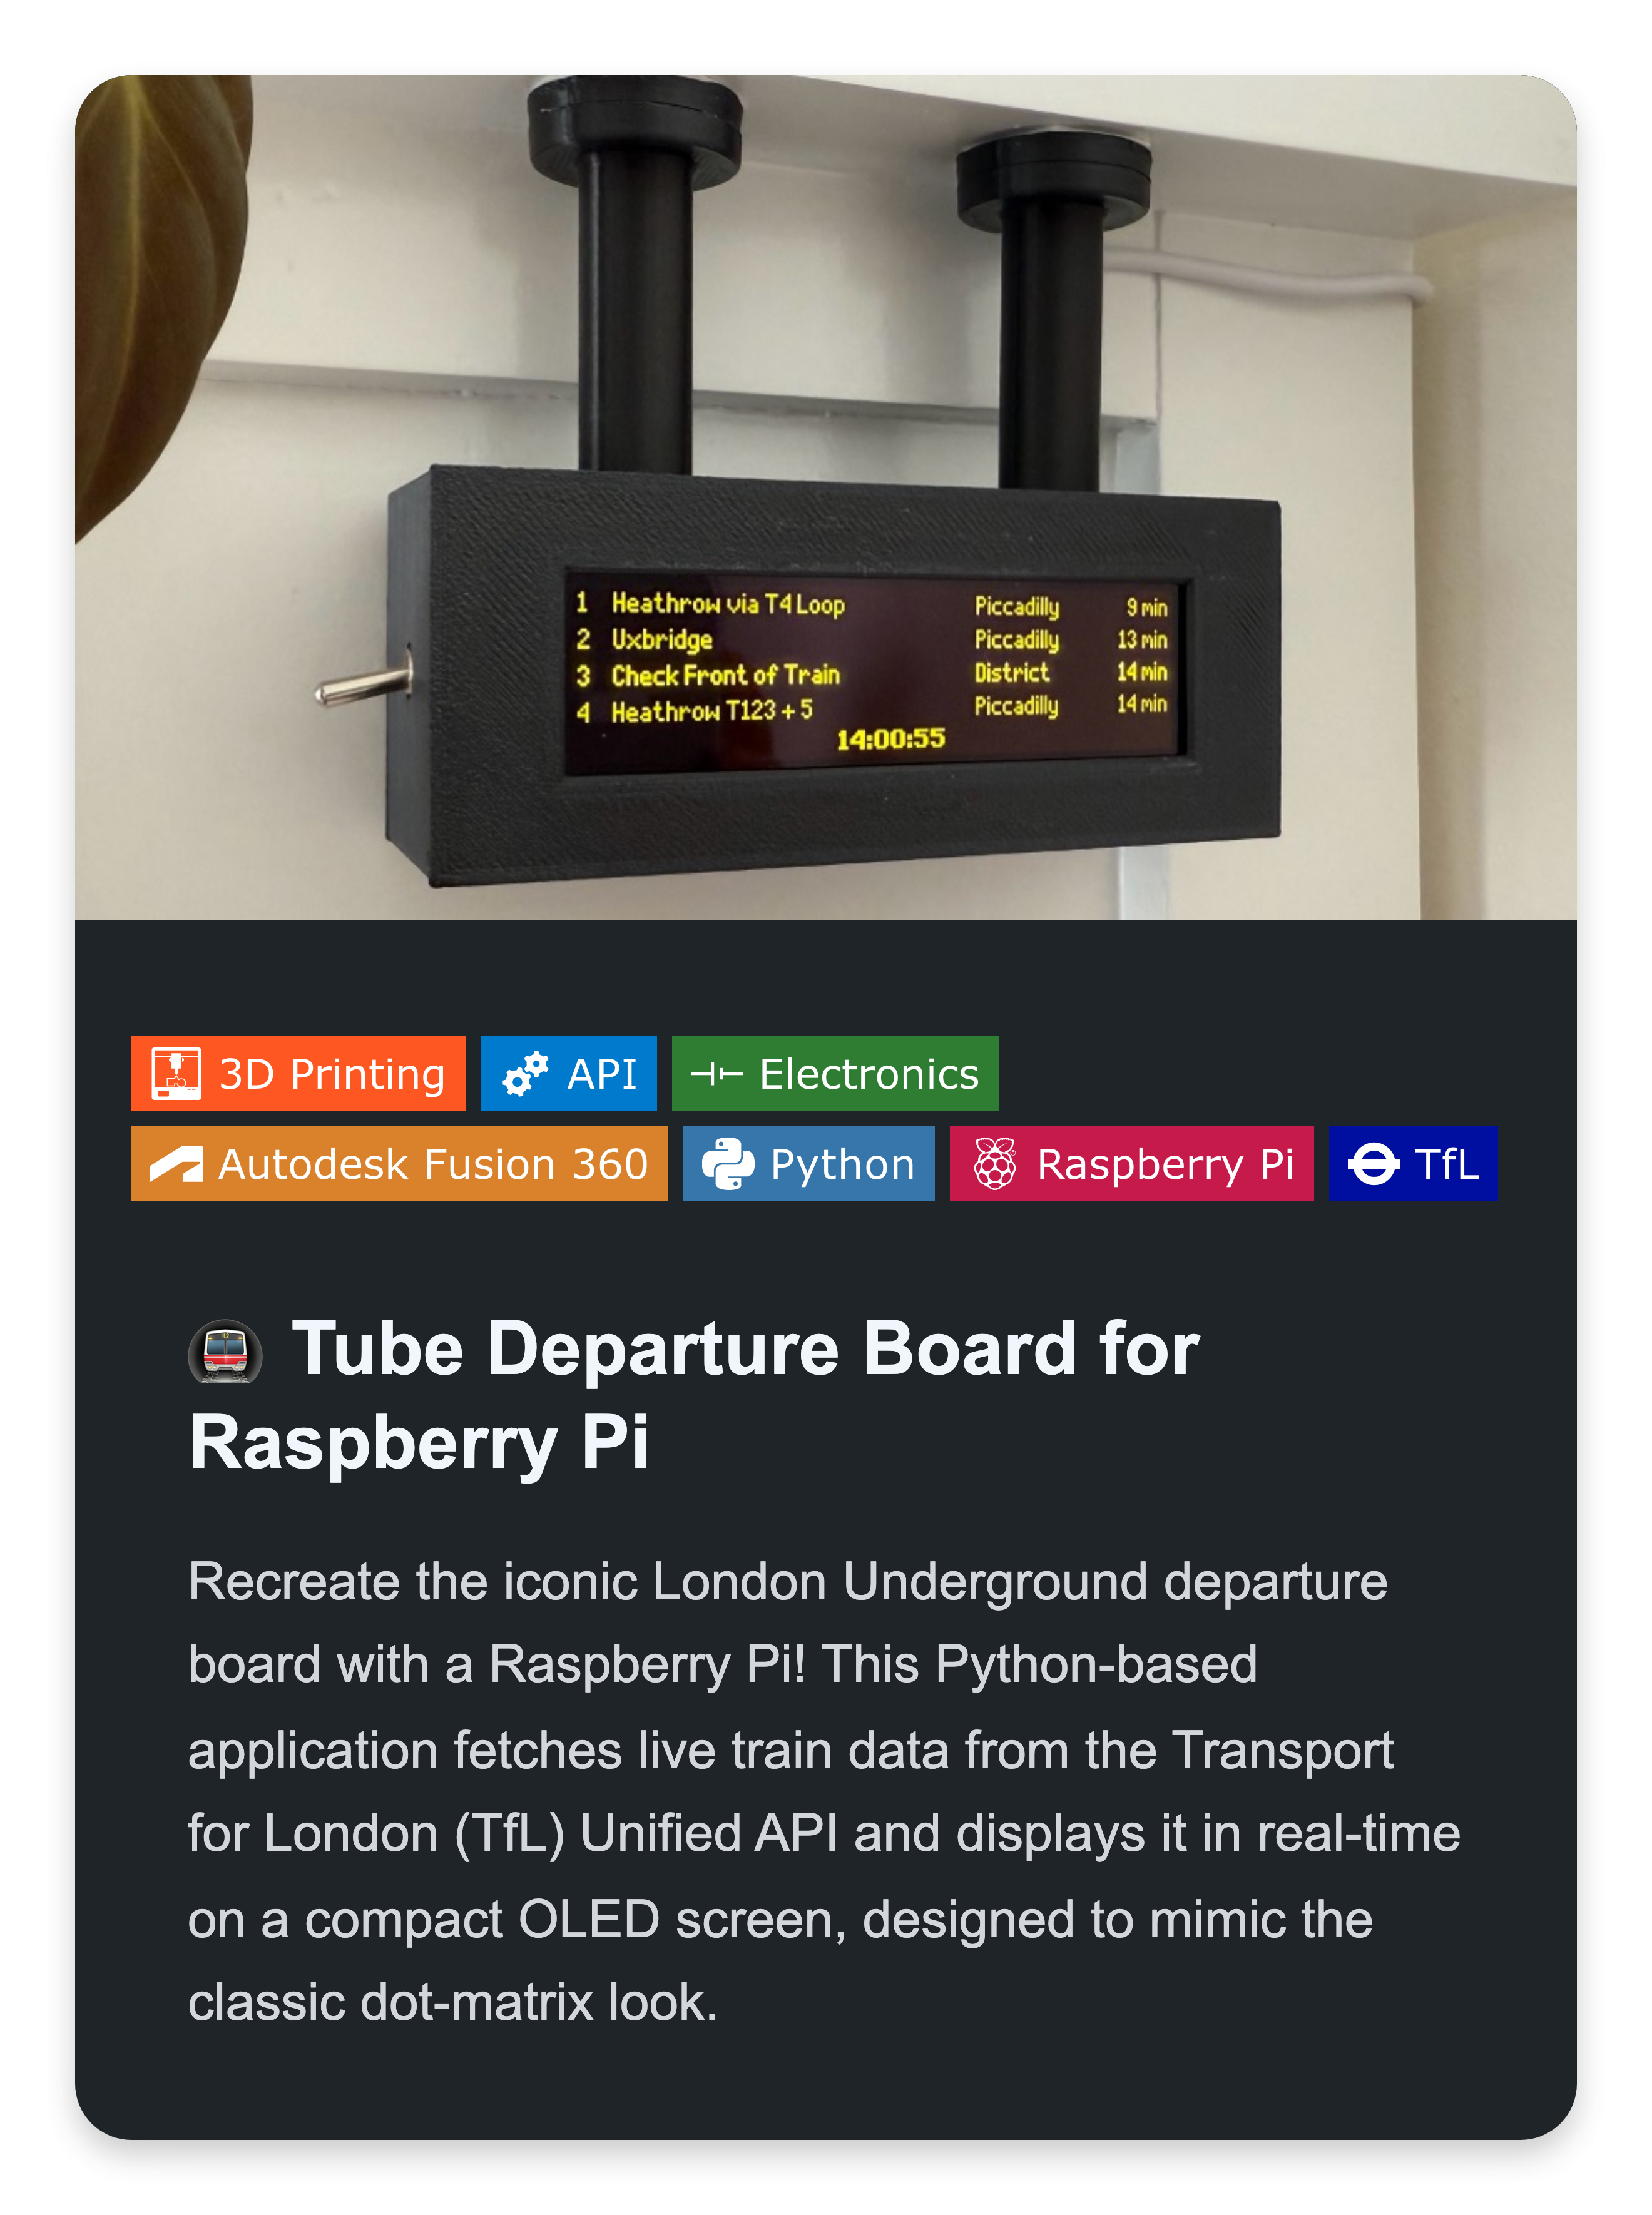 1 Heathrow via T4 Loop Piccadilly 9 min
2 Uxbridge Piccadilly 13 min
3 Check Front of Train District 14 min
4 Heathrow T123 + 5 Piccadilly 14 min
14:00:55
3D Printing API Electronics
Autodesk Fusion 360 Python Raspberry Pi TfL
Tube Departure Board for
Raspberry Pi
Recreate the iconic London Underground departure
board with a Raspberry Pi! This Python-based
application fetches live train data from the Transport
for London (TfL) Unified API and displays it in real-time
on a compact OLED screen, designed to mimic the
classic dot-matrix look.